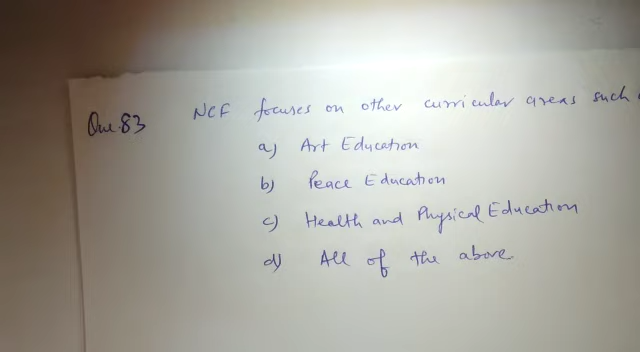 Que.83 NCF focuses on other curricular areas such
a) Art Education
b) Peace Education
c) Health and Physical Education
d) All of the above